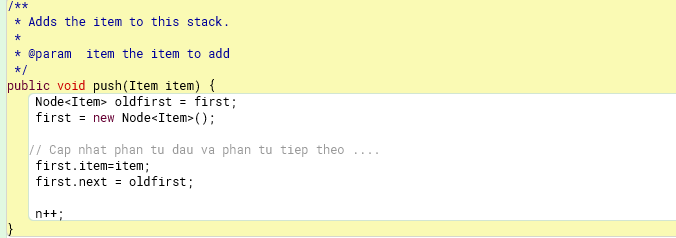 /**
 * Adds the item to this stack.
 *
 * @param  item the item to add
 */
public void push(Item item) {
    Node<Item> oldfirst = first;
    first = new Node<Item>();

    // Cap nhat phan tu dau va phan tu tiep theo ....
    first.item=item;
    first.next = oldfirst;

    n++;
}